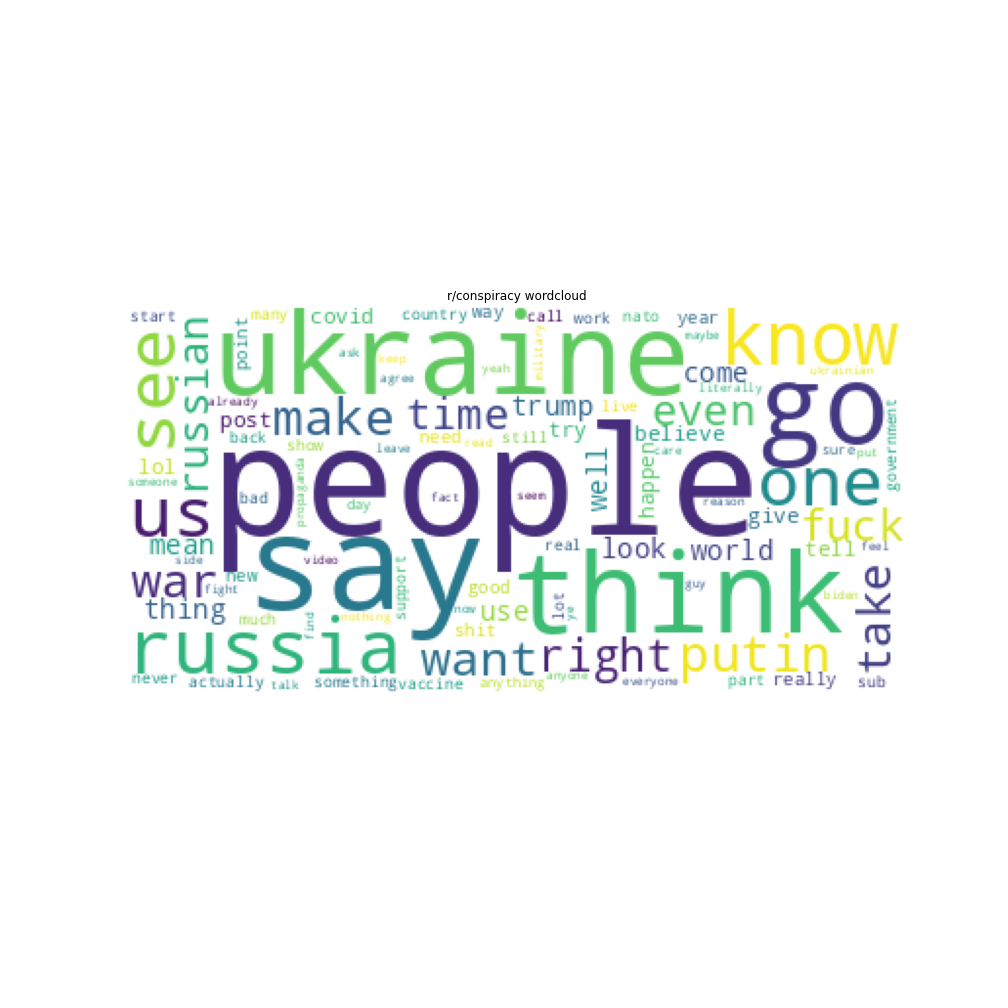 r/conspiracy wordcloud
start
many
covid
country
way
call
work
nato
year
know
see
russian
point
ukraine
ask
keep
agree
yeah
military
maybe
come
ukrainian
literally
go
already
post
make
time
trump
live
even
government
back
show
leave
need
read
still
try
believe
care
sure
put
lol
someone
us
people
bad
propaganda
day
fact
seem
well
happen
reason
one
give
fuck
mean
side
say
video
real
look
world
tell
feel
war
new
fight
support
good
think
guy
biden
take
thing
much
find
nothing
now
use
lot
ye
shit
russia
want
right
putin
never
actually
talk
something
vaccine
anything
anyone
everyone
part
really
sub